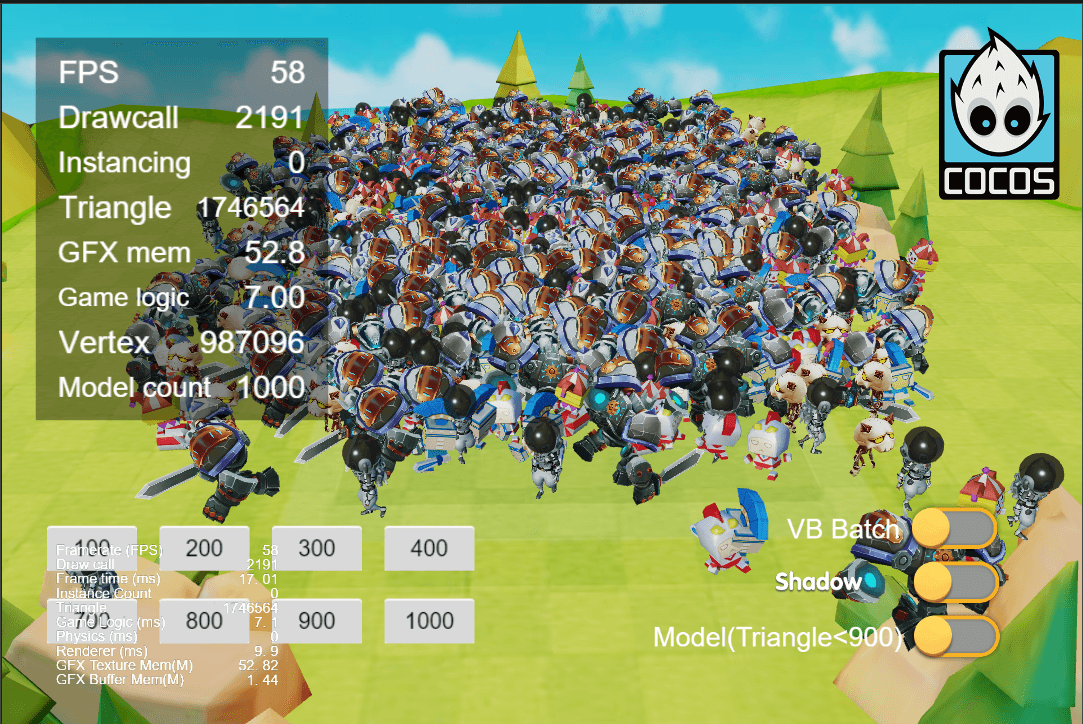 FPS 58
Drawcall 2191
Instancing 0
Triangle 1746564
GFX mem 52.8
Game logic 7.00
Vertex 987096
Model count 1000
COCOS
100 200 300 400
Framerate (FPS) 58
Draw call 2191
Frame time (ms) 17. 01
Instance Count 0
Triangle 1746564
700 800 900 1000
Game Logic (ms) 7. 1
Physics (ms) 0
Renderer (ms) 9. 9
GFX Texture Mem(M) 52. 82
GFX Buffer Mem(M) 1. 44
VB Batch
Shadow
Model(Triangle<900)